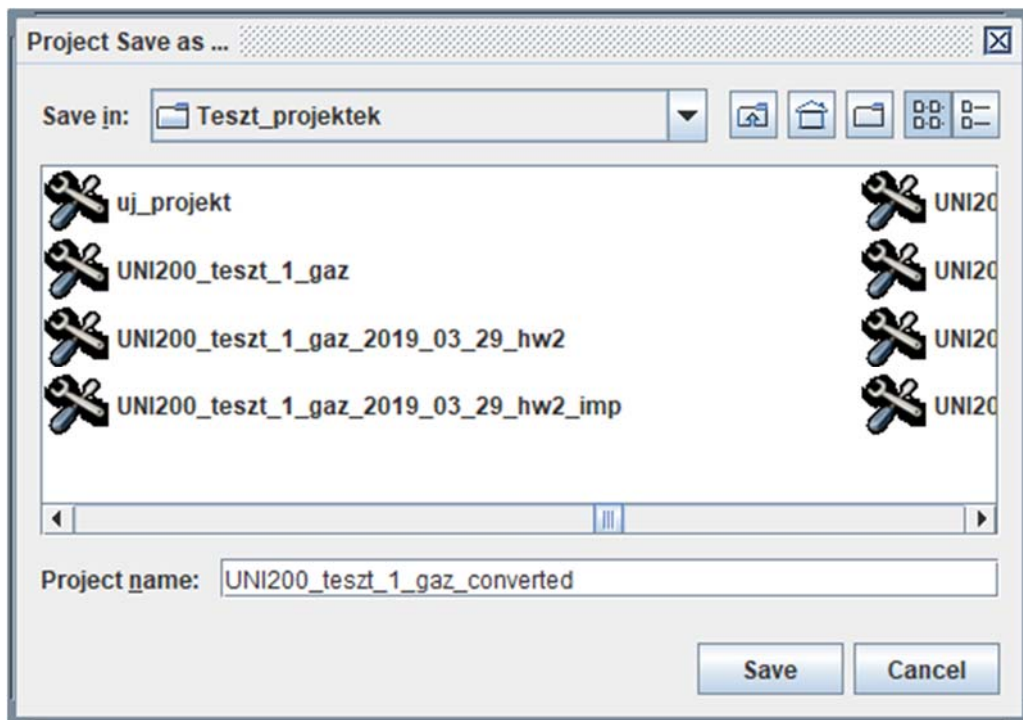 Project Save as ...
Save in: Teszt_projektek
uj_projekt
UNI200_teszt_1_gaz
UNI200_teszt_1_gaz_2019_03_29_hw2
UNI200_teszt_1_gaz_2019_03_29_hw2_imp
Project name: UNI200_teszt_1_gaz_converted
Save Cancel